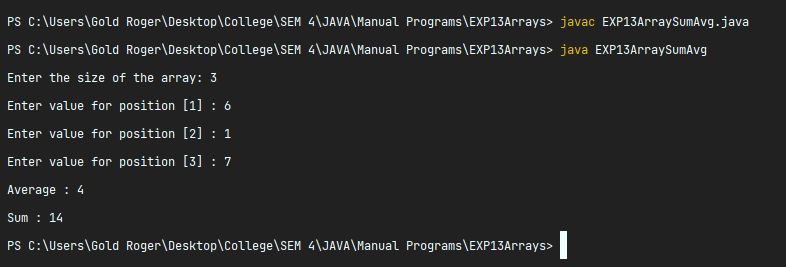 PS C:\Users\Gold Roger\Desktop\College\SEM 4\JAVA\Manual Programs\EXP13Arrays> javac EXP13ArraySumAvg.java
PS C:\Users\Gold Roger\Desktop\College\SEM 4\JAVA\Manual Programs\EXP13Arrays> java EXP13ArraySumAvg
Enter the size of the array: 3
Enter value for position [1] : 6
Enter value for position [2] : 1
Enter value for position [3] : 7
Average : 4
Sum : 14
PS C:\Users\Gold Roger\Desktop\College\SEM 4\JAVA\Manual Programs\EXP13Arrays>